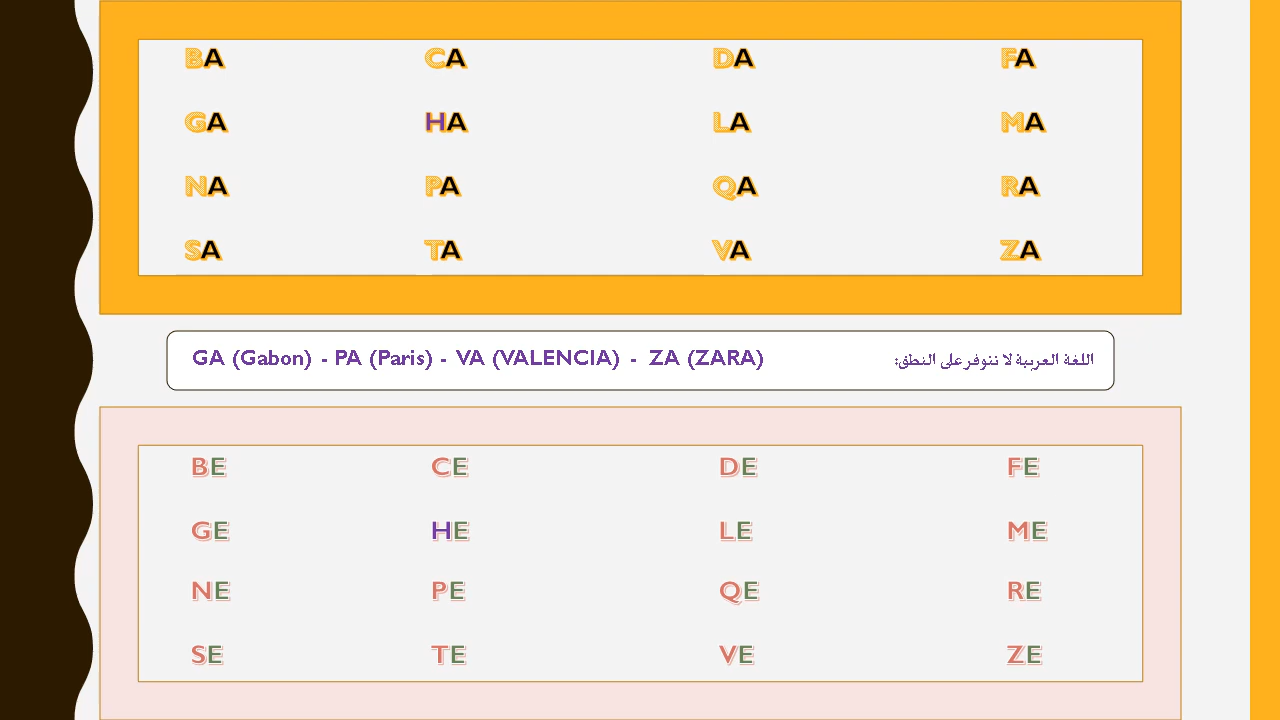 BA CA DA FA
GA HA LA MA
NA PA QA RA
SA TA VA ZA
GA (Gabon) - PA (Paris) - VA (VALENCIA) - ZA (ZARA) اللغة العربية لا تتوفر على النطق:
BE CE DE FE
GE HE LE ME
NE PE QE RE
SE TE VE ZE